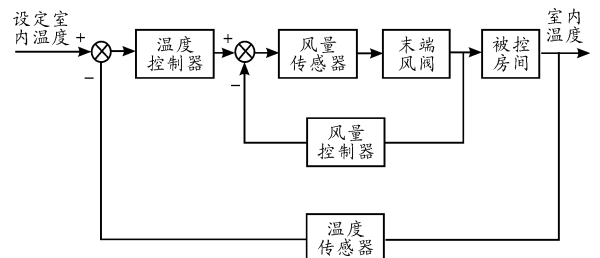 设定室
内温度
+
−
温度
控制器
+
−
风量
传感器
末端
风阀
被控
房间
室内
温度
风量
控制器
温度
传感器